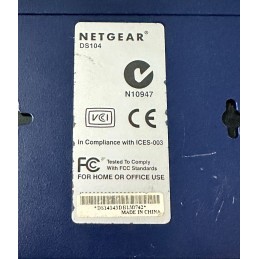 NETGEAR®
DS104
N10947
VCI
CE
In Compliance with ICES-003
FC Tested To Comply
With FCC Standards
FOR HOME OR OFFICE USE
MADE IN CHINA